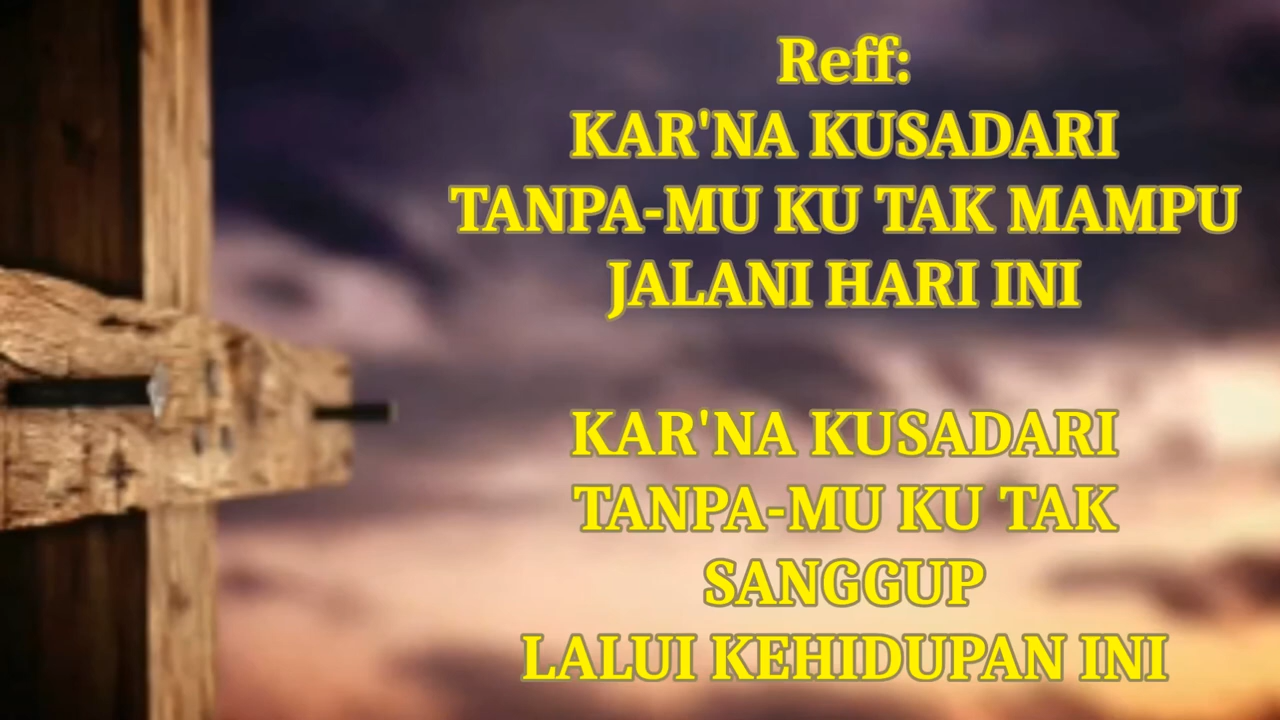 Reff:
KAR'NA KUSADARI
TANPA-MU KU TAK MAMPU
JALANI HARI INI
KAR'NA KUSADARI
TANPA-MU KU TAK
SANGGUP
LALUI KEHIDUPAN INI